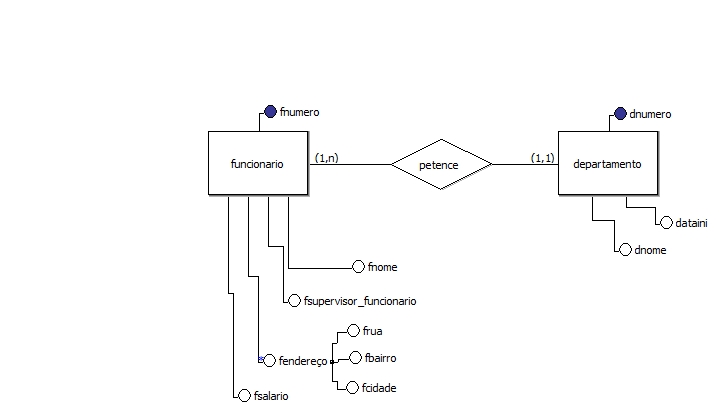 fnumero
dnumero
funcionario
(1,n)
petence
(1,1)
departamento
dataini
dnome
fnome
fsupervisor_funcionario
frua
fendereço
fbairro
fcidade
fsalario